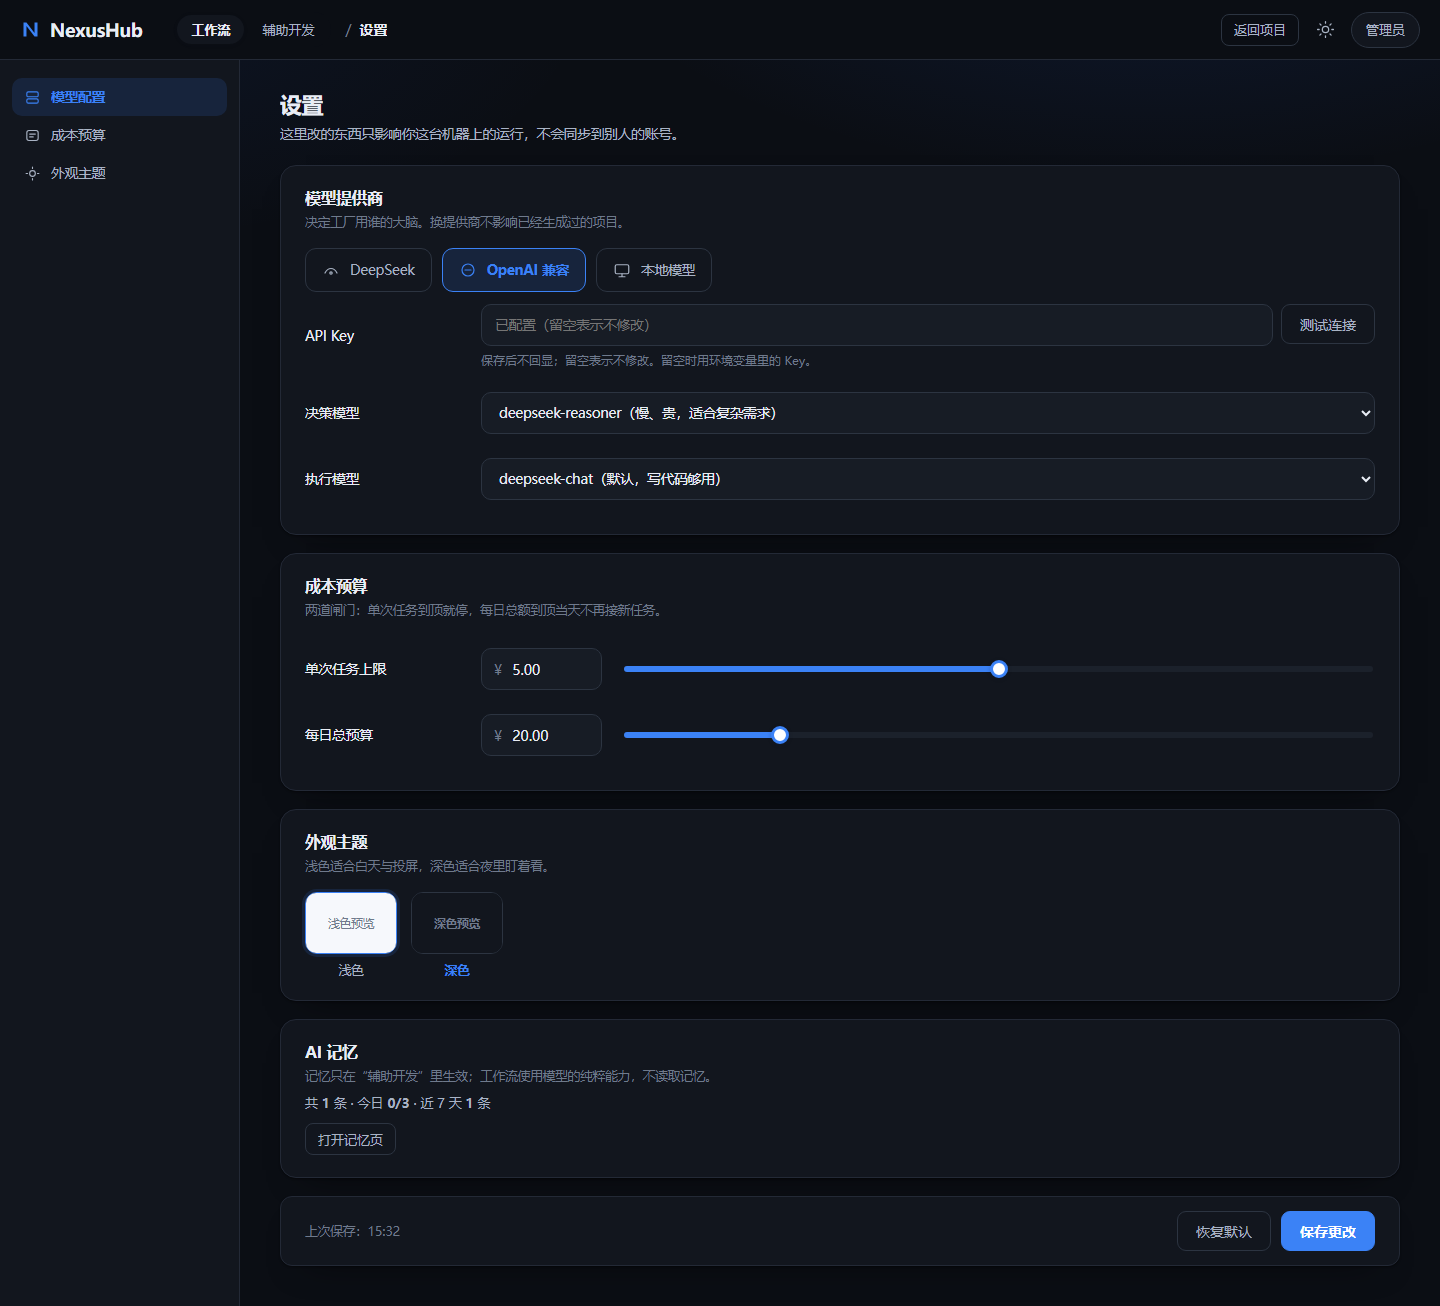 NexusHub
工作流
辅助开发
/ 设置
返回项目
管理员
模型配置
成本预算
外观主题
设置
这里改的东西只影响你这台机器上的运行，不会同步到别人的账号。
模型提供商
决定工厂用谁的大脑。换提供商不影响已经生成过的项目。
DeepSeek
OpenAI 兼容
本地模型
API Key
已配置（留空表示不修改）
测试连接
保存后不回显；留空表示不修改。留空时用环境变量里的 Key。
决策模型
deepseek-reasoner（慢、贵，适合复杂需求）
执行模型
deepseek-chat（默认，写代码够用）
成本预算
两道闸门：单次任务到顶就停，每日总额到顶当天不再接新任务。
单次任务上限
¥ 5.00
每日总预算
¥ 20.00
外观主题
浅色适合白天与投屏，深色适合夜里盯着看。
浅色预览
深色预览
浅色
深色
AI 记忆
记忆只在“辅助开发”里生效；工作流使用模型的纯粹能力，不读取记忆。
共 1 条 · 今日 0/3 · 近 7 天 1 条
打开记忆页
上次保存：15:32
恢复默认
保存更改